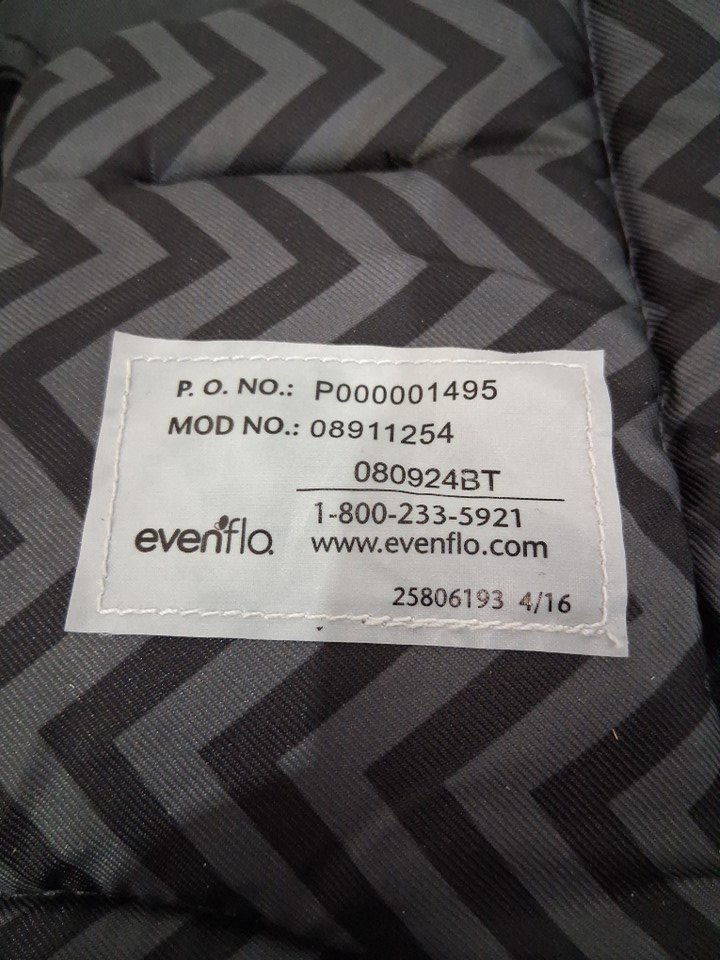 P. O. NO.: P000001495
MOD NO.: 08911254
080924BT
1-800-233-5921
evenflo. www.evenflo.com
25806193 4/16